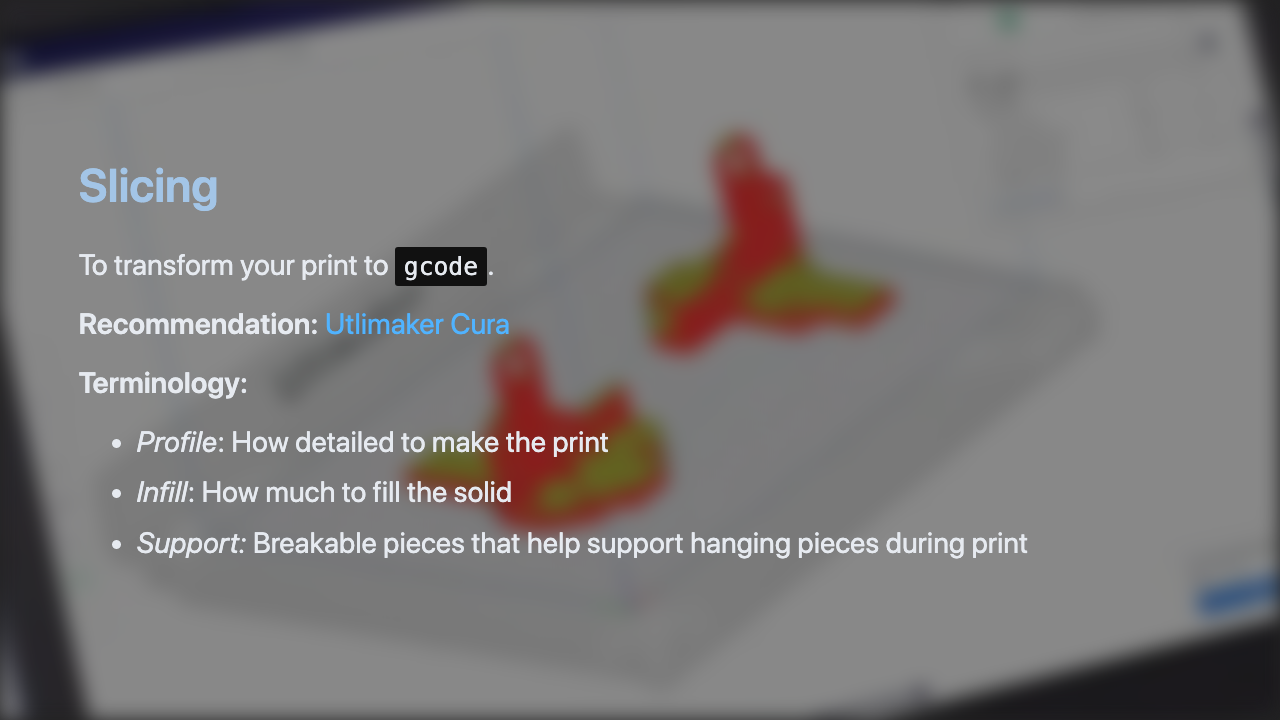 Slicing
To transform your print to gcode.
Recommendation: Utlimaker Cura
Terminology:
• Profile: How detailed to make the print
• Infill: How much to fill the solid
• Support: Breakable pieces that help support hanging pieces during print